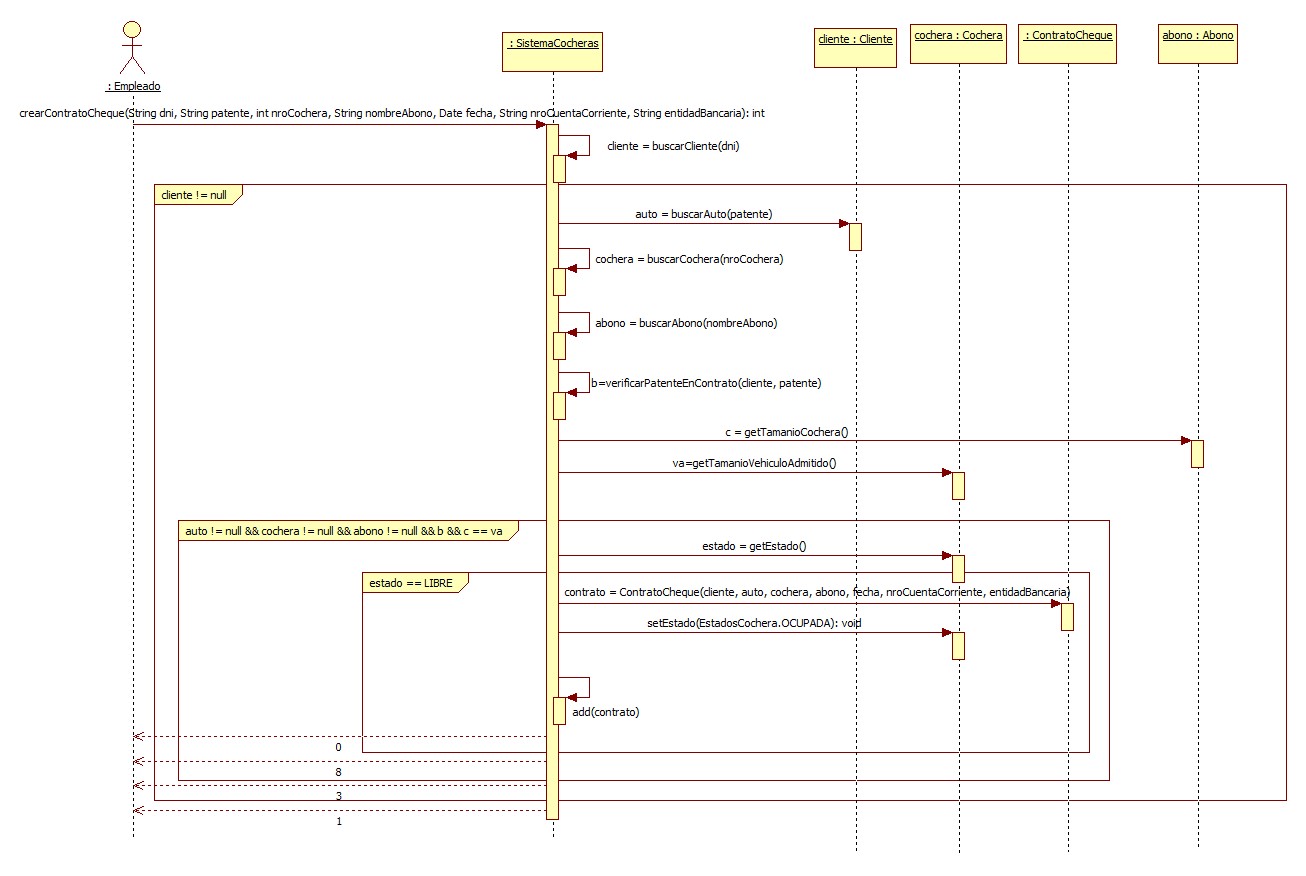 : SistemaCocheras
cliente : Cliente
cochera : Cochera
: ContratoCheque
abono : Abono
: Empleado
crearContratoCheque(String dni, String patente, int nroCochera, String nombreAbono, Date fecha, String nroCuentaCorriente, String entidadBancaria): int
cliente = buscarCliente(dni)
cliente != null
auto = buscarAuto(patente)
cochera = buscarCochera(nroCochera)
abono = buscarAbono(nombreAbono)
b=verificarPatenteEnContrato(cliente, patente)
c = getTamanioCochera()
va=getTamanioVehiculoAdmitido()
auto != null && cochera != null && abono != null && b && c == va
estado = getEstado()
estado == LIBRE
contrato = ContratoCheque(cliente, auto, cochera, abono, fecha, nroCuentaCorriente, entidadBancaria)
setEstado(EstadosCochera.OCUPADA): void
add(contrato)
0
8
3
1